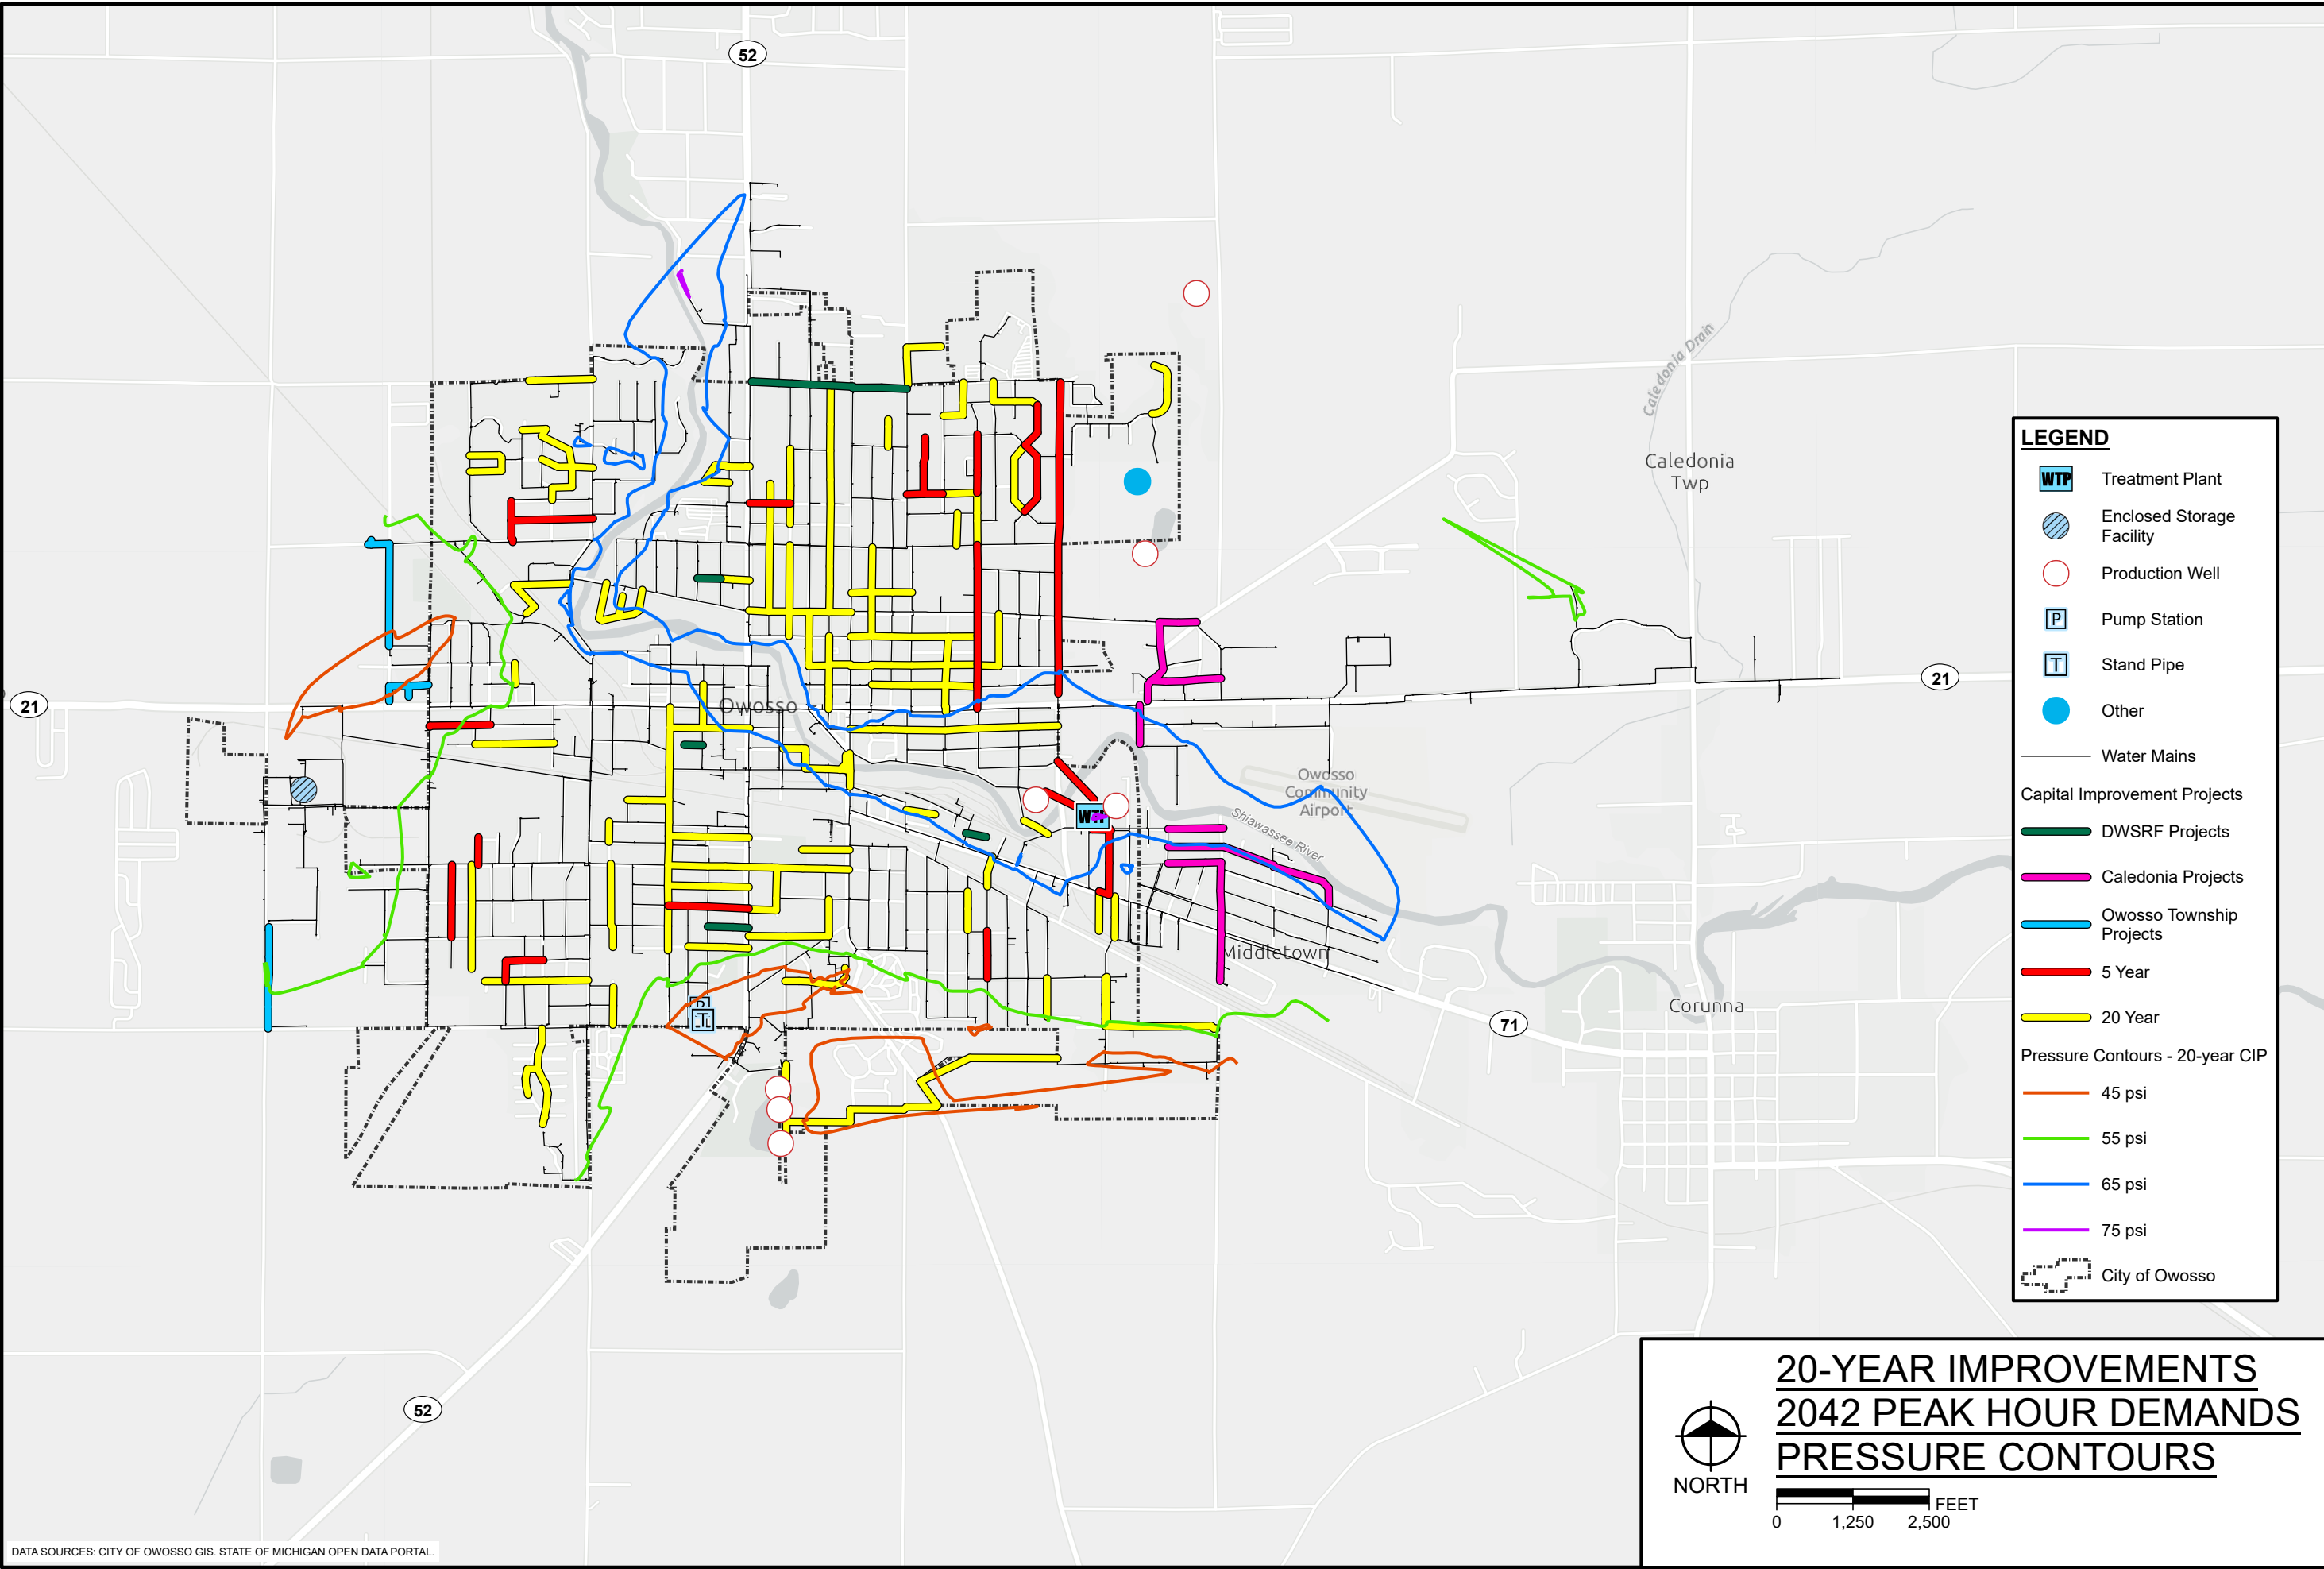 52
Caledonia Drain
Caledonia
Twp
21
21
Owosso
Owosso
Community
Airport
Shiawassee River
WTP
Middletown
P
T
Corunna
71
52
LEGEND
WTP Treatment Plant
Enclosed Storage
Facility
Production Well
P Pump Station
T Stand Pipe
Other
Water Mains
Capital Improvement Projects
DWSRF Projects
Caledonia Projects
Owosso Township
Projects
5 Year
20 Year
Pressure Contours - 20-year CIP
45 psi
55 psi
65 psi
75 psi
City of Owosso
20-YEAR IMPROVEMENTS
2042 PEAK HOUR DEMANDS
PRESSURE CONTOURS
NORTH
FEET
0 1,250 2,500
DATA SOURCES: CITY OF OWOSSO GIS. STATE OF MICHIGAN OPEN DATA PORTAL.